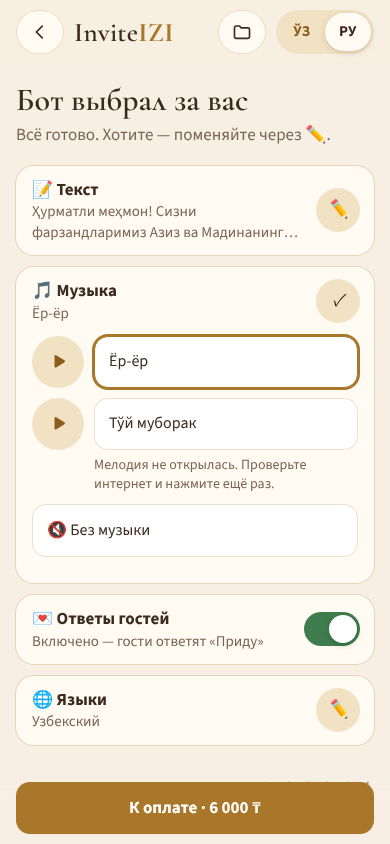 InviteIZI
ЎЗ РУ
Бот выбрал за вас
Всё готово. Хотите — поменяйте через ✏️.
📝 Текст
Ҳурматли меҳмон! Сизни
фарзандларимиз Азиз ва Мадинанинг…
🎵 Музыка
Ёр-ёр
Ёр-ёр
Тўй муборак
Мелодия не открылась. Проверьте
интернет и нажмите ещё раз.
🔇 Без музыки
💌 Ответы гостей
Включено — гости ответят «Приду»
🌐 Языки
Узбекский
К оплате · 6 000 ₸